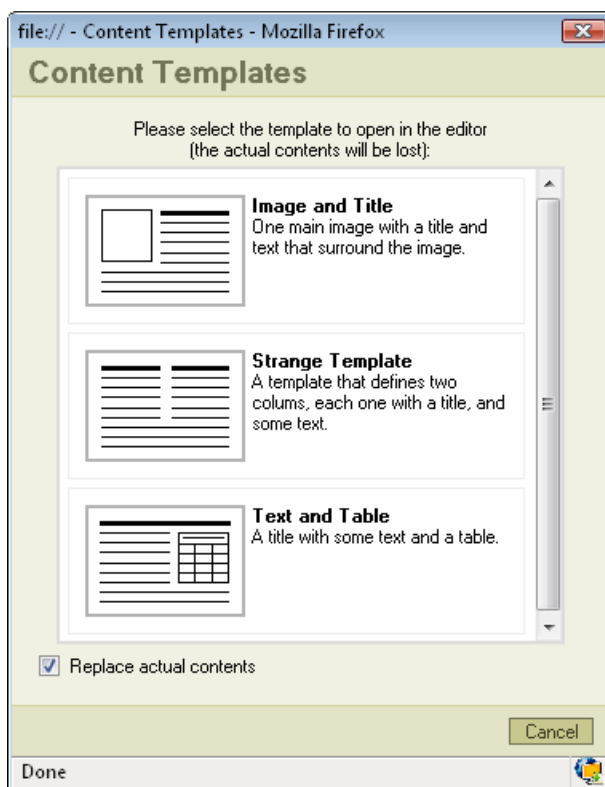 file:// - Content Templates - Mozilla Firefox
Content Templates
Please select the template to open in the editor
(the actual contents will be lost):
Image and Title
One main image with a title and
text that surround the image.
Strange Template
A template that defines two
colums, each one with a title, and
some text.
Text and Table
A title with some text and a table.
Replace actual contents
Cancel
Done